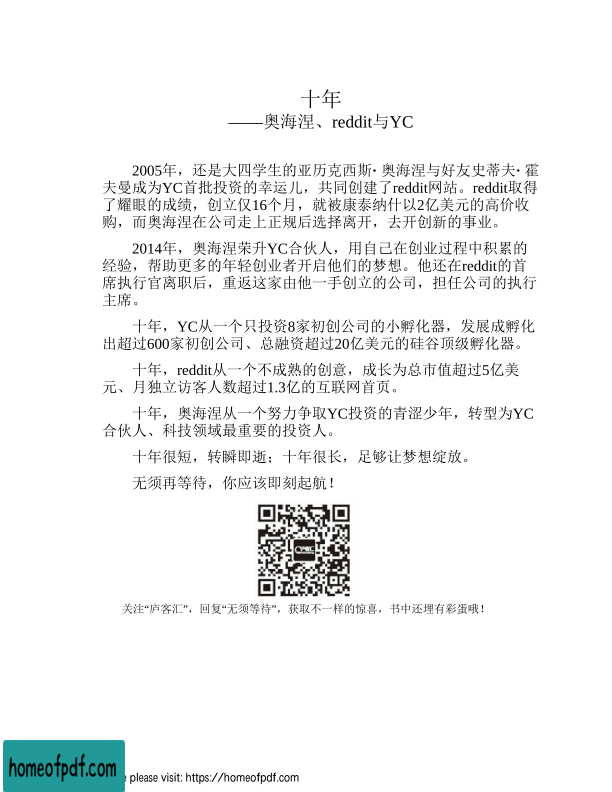 十年
——奥海涅、reddit与YC
2005年，还是大四学生的亚历克西斯·奥海涅与好友史蒂夫·霍
夫曼成为YC首批投资的幸运儿，共同创建了reddit网站。reddit取得
了耀眼的成绩，创立仅16个月，就被康泰纳什以2亿美元的高价收
购，而奥海涅在公司走上正规后选择离开，去开创新的事业。
2014年，奥海涅荣升YC合伙人，用自己在创业过程中积累的
经验，帮助更多的年轻创业者开启他们的梦想。他还在reddit的首
席执行官离职后，重返这家由他一手创立的公司，担任公司的执行
主席。
十年，YC从一个只投资8家初创公司的小孵化器，发展成孵化
出超过600家初创公司、总融资超过20亿美元的硅谷顶级孵化器。
十年，reddit从一个不成熟的创意，成长为总市值超过5亿美
元、月独立访客人数超过1.3亿的互联网首页。
十年，奥海涅从一个努力争取YC投资的青涩少年，转型为YC
合伙人、科技领域最重要的投资人。
十年很短，转瞬即逝；十年很长，足够让梦想绽放。
无须再等待，你应该即刻起航！
关注“庐客汇”，回复“无须等待”，获取不一样的惊喜，书中还埋有彩蛋哦！
homeofpdf.com
please visit: https://homeofpdf.com